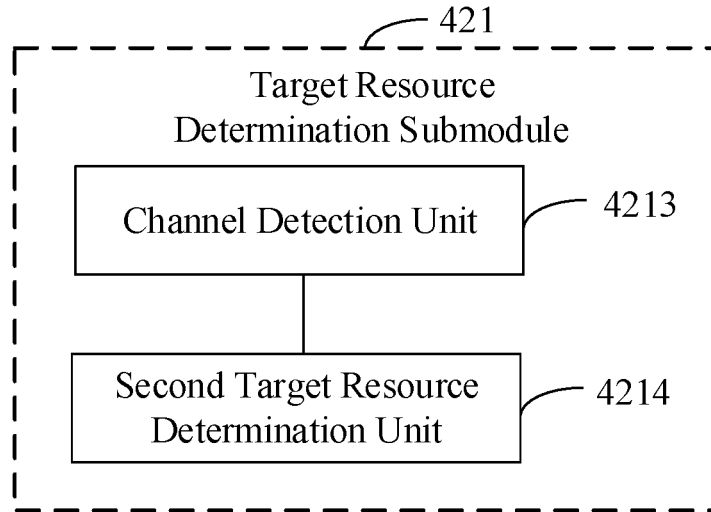 421
Target Resource
Determination Submodule
Channel Detection Unit
4213
Second Target Resource
Determination Unit
4214